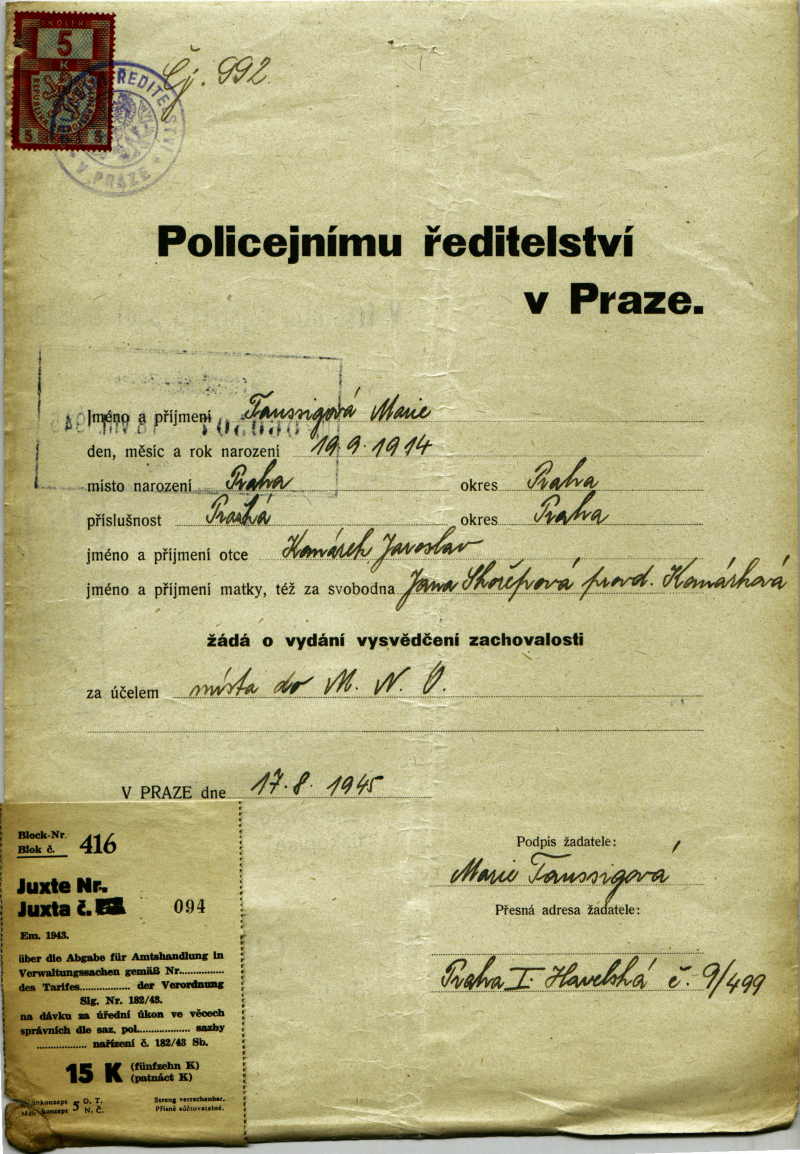 KOLEK
5
K
5 5
ŘEDITELSTVÍ
V PRAZE
Čj. 992
Policejnímu ředitelství
v Praze.
Jméno a příjmení Taussigová Marie
den, měsíc a rok narození 19. 9. 1914
místo narození Praha okres Praha
příslušnost Pražská okres Praha
jméno a příjmení otce Komárek Jaroslav
jméno a příjmení matky, též za svobodna Jana Skořepová provd. Komárková
žádá o vydání vysvědčení zachovalosti
za účelem místa do M. N. O.
V PRAZE dne 17. 8. 1945
Podpis žadatele:
Marie Taussigová
Přesná adresa žadatele:
Praha I. Havelská č. 9/499
Block-Nr.
Blok č. 416
Juxte Nr.
Juxta č. 094
Em. 1943.
über die Abgabe für Amtshandlung in
Verwaltungssachen gemäß Nr.............
des Tarifes................ der Verordnung
Slg. Nr. 182/43.
na dávku za úřední úkon ve věcech
správních dle saz. pol................ sazby
................ nařízení č. 182/43 Sb.
15 K (fünfzehn K)
(patnáct K)
5 O. T.
N. Č.
Streng verrechenbar.
Přísně súčtovatelné.